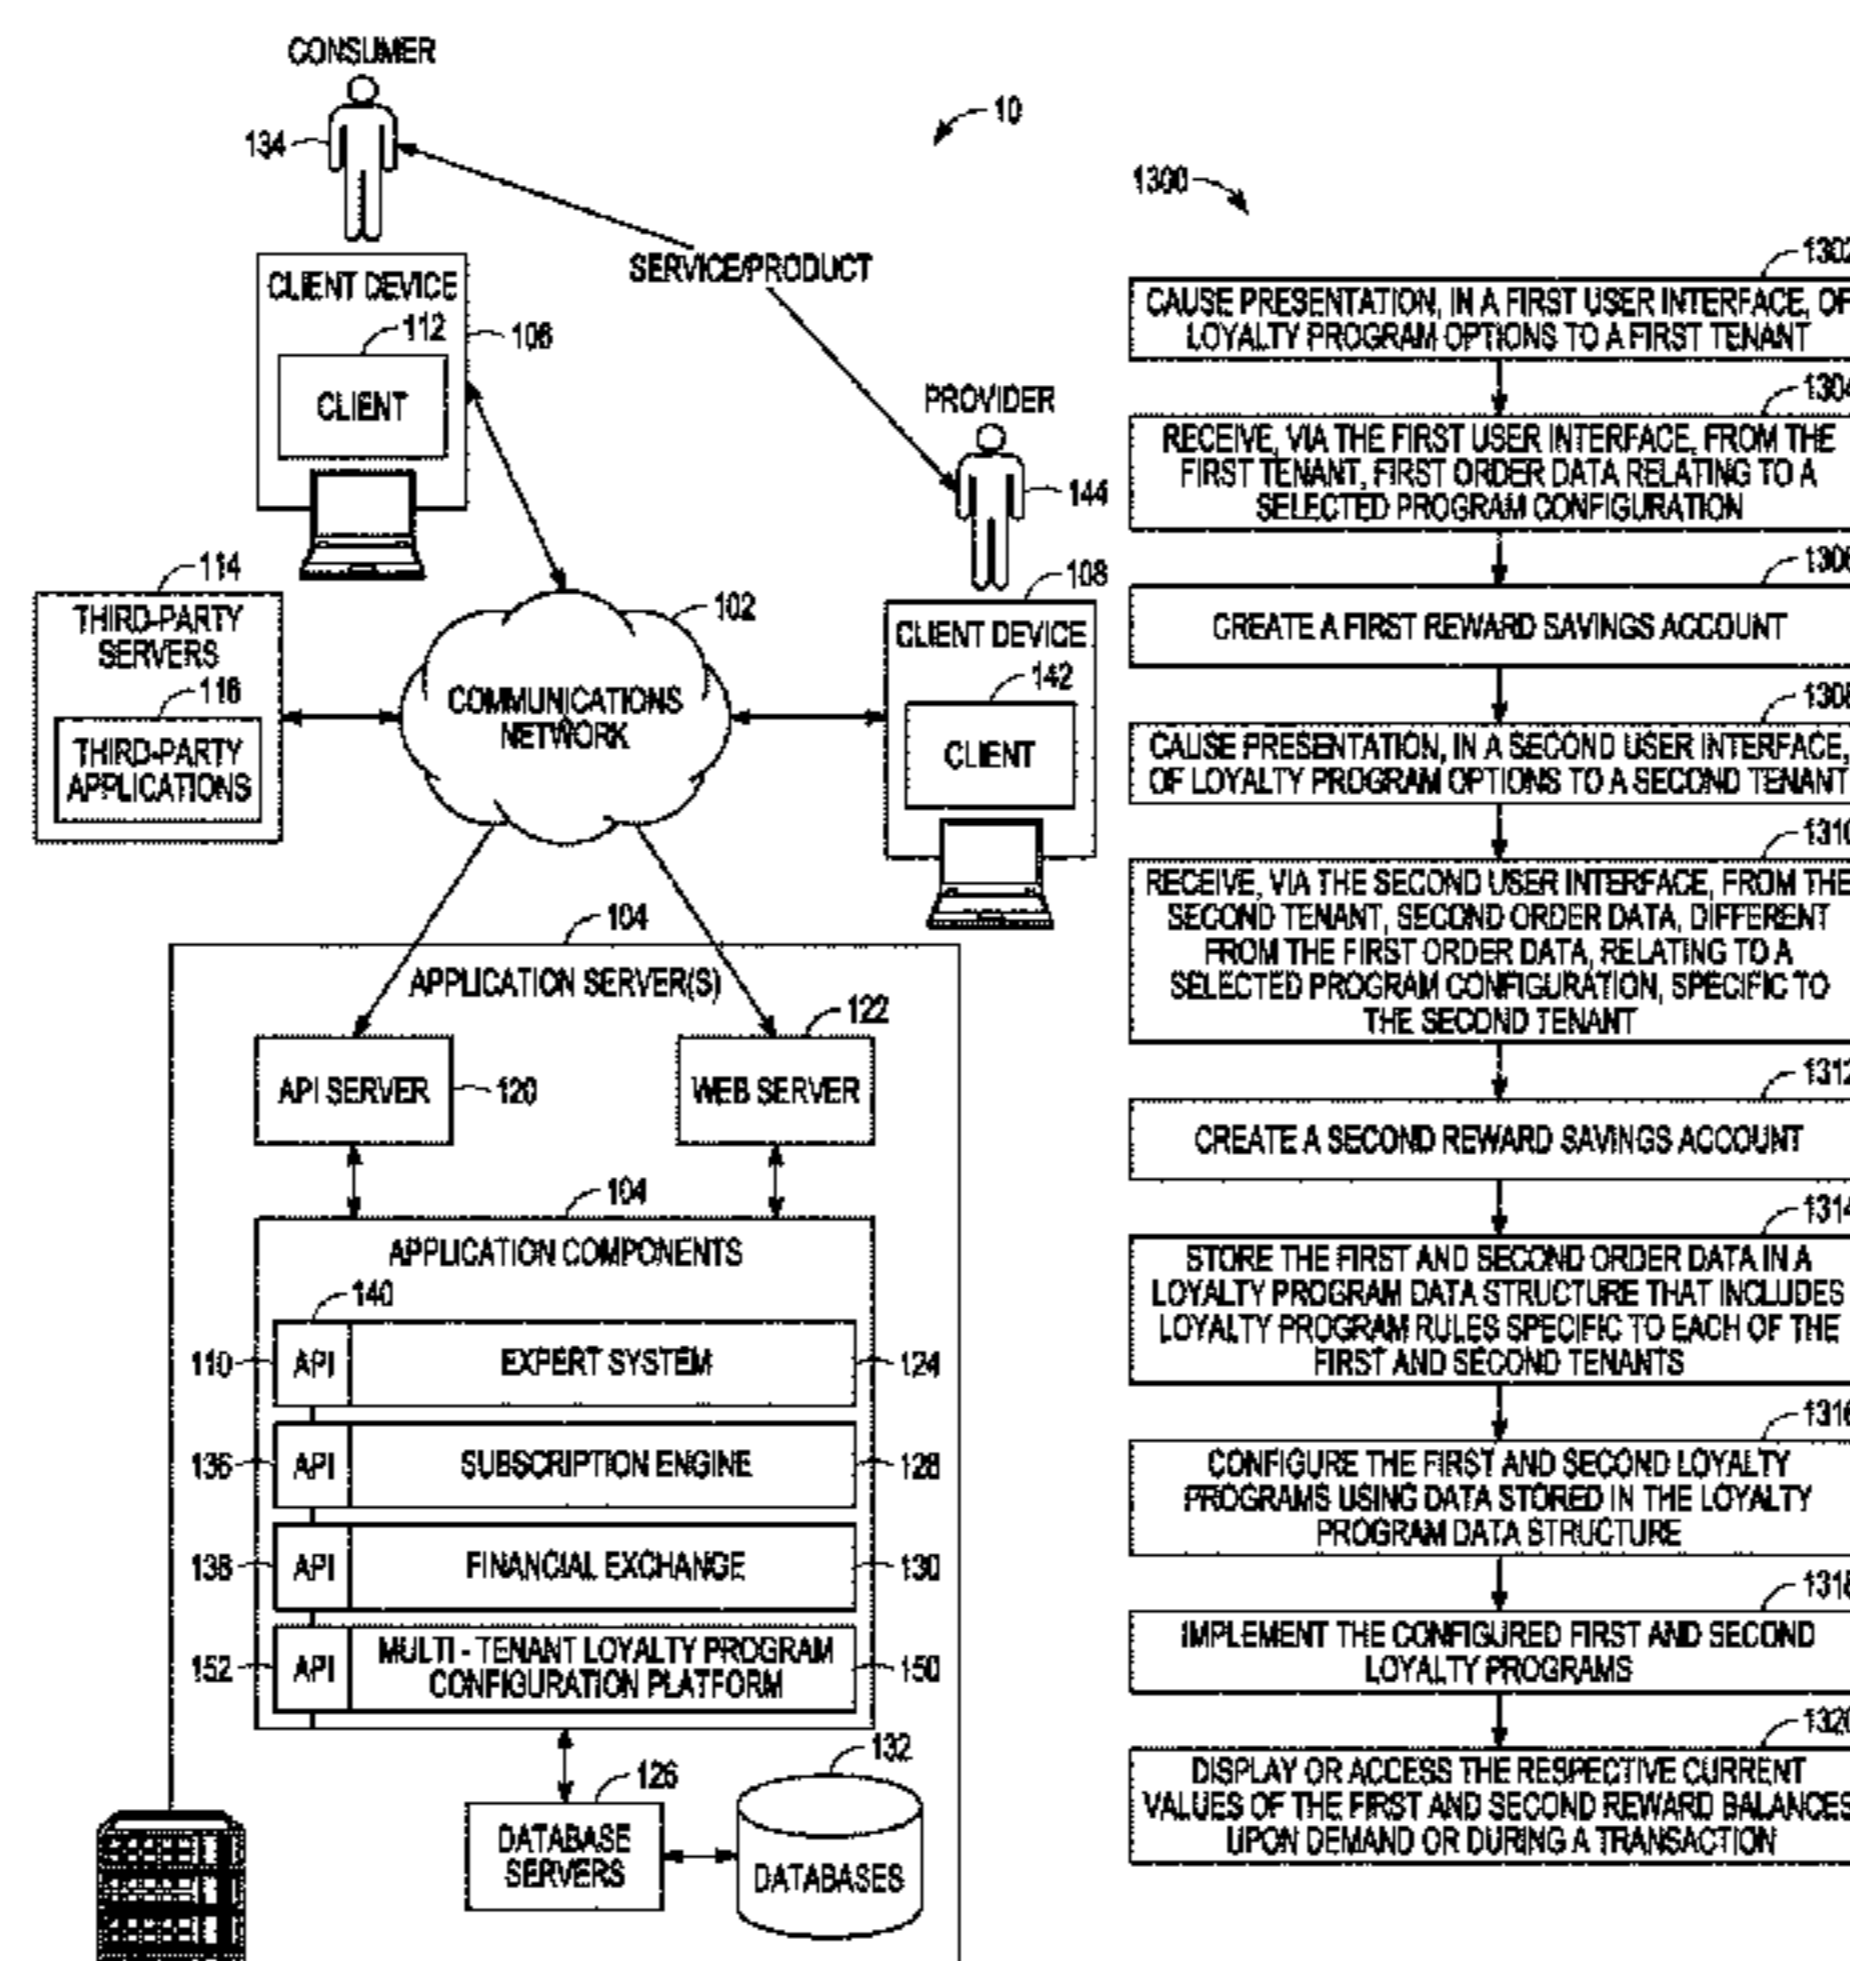 CONSUMER
134
10
SERVICE/PRODUCT
CLIENT DEVICE
112
106
CLIENT
PROVIDER
144
108
CLIENT DEVICE
142
CLIENT
114
THIRD-PARTY
SERVERS
116
THIRD-PARTY
APPLICATIONS
102
COMMUNICATIONS
NETWORK
104
APPLICATION SERVER(S)
122
API SERVER
120
WEB SERVER
104
APPLICATION COMPONENTS
140
110
API
EXPERT SYSTEM
124
136
API
SUBSCRIPTION ENGINE
128
138
API
FINANCIAL EXCHANGE
130
152
API
MULTI - TENANT LOYALTY PROGRAM
CONFIGURATION PLATFORM
150
126
DATABASE
SERVERS
132
DATABASES
1300
CAUSE PRESENTATION, IN A FIRST USER INTERFACE, OF
LOYALTY PROGRAM OPTIONS TO A FIRST TENANT
RECEIVE, VIA THE FIRST USER INTERFACE, FROM THE
FIRST TENANT, FIRST ORDER DATA RELATING TO A
SELECTED PROGRAM CONFIGURATION
CREATE A FIRST REWARD SAVINGS ACCOUNT
CAUSE PRESENTATION, IN A SECOND USER INTERFACE,
OF LOYALTY PROGRAM OPTIONS TO A SECOND TENANT
RECEIVE, VIA THE SECOND USER INTERFACE, FROM THE
SECOND TENANT, SECOND ORDER DATA, DIFFERENT
FROM THE FIRST ORDER DATA, RELATING TO A
SELECTED PROGRAM CONFIGURATION, SPECIFIC TO
THE SECOND TENANT
CREATE A SECOND REWARD SAVINGS ACCOUNT
STORE THE FIRST AND SECOND ORDER DATA IN A
LOYALTY PROGRAM DATA STRUCTURE THAT INCLUDES
LOYALTY PROGRAM RULES SPECIFIC TO EACH OF THE
FIRST AND SECOND TENANTS
CONFIGURE THE FIRST AND SECOND LOYALTY
PROGRAMS USING DATA STORED IN THE LOYALTY
PROGRAM DATA STRUCTURE
IMPLEMENT THE CONFIGURED FIRST AND SECOND
LOYALTY PROGRAMS
DISPLAY OR ACCESS THE RESPECTIVE CURRENT
VALUES OF THE FIRST AND SECOND REWARD BALANCES
UPON DEMAND OR DURING A TRANSACTION